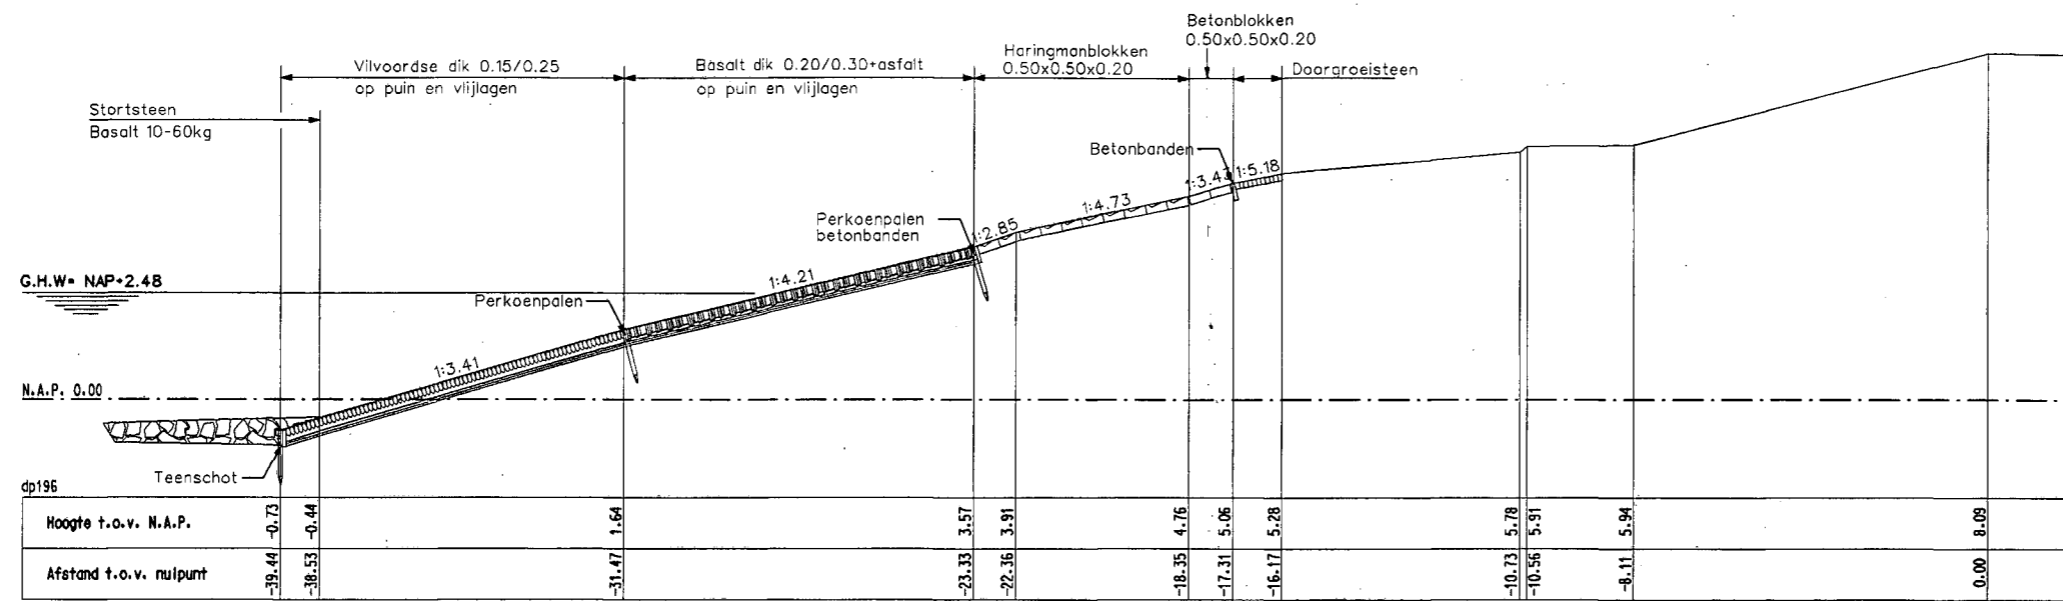 Betonblokken
0.50x0.50x0.20
Haringmanblokken
0.50x0.50x0.20
Doorgroeisteen
Vilvoordse dik 0.15/0.25
op puin en vlijlagen
Basalt dik 0.20/0.30+asfalt
op puin en vlijlagen
Stortsteen
Basalt 10-60kg
Betonbanden
1:5.18
1:3.43
1:4.73
Perkoenpalen
betonbanden
1:2.85
1:4.21
G.H.W= NAP+2.48
Perkoenpalen
1:3.41
N.A.P. 0.00
Teenschot
dp196
Hoogte t.o.v. N.A.P. -0.73 -0.44 1.64 3.57 3.91 4.76 5.06 5.28 5.78 5.91 5.94 8.09
Afstand t.o.v. nulpunt -39.44 -38.53 -31.47 -23.33 -22.36 -18.35 -17.31 -16.17 -10.73 -10.56 -8.11 0.00